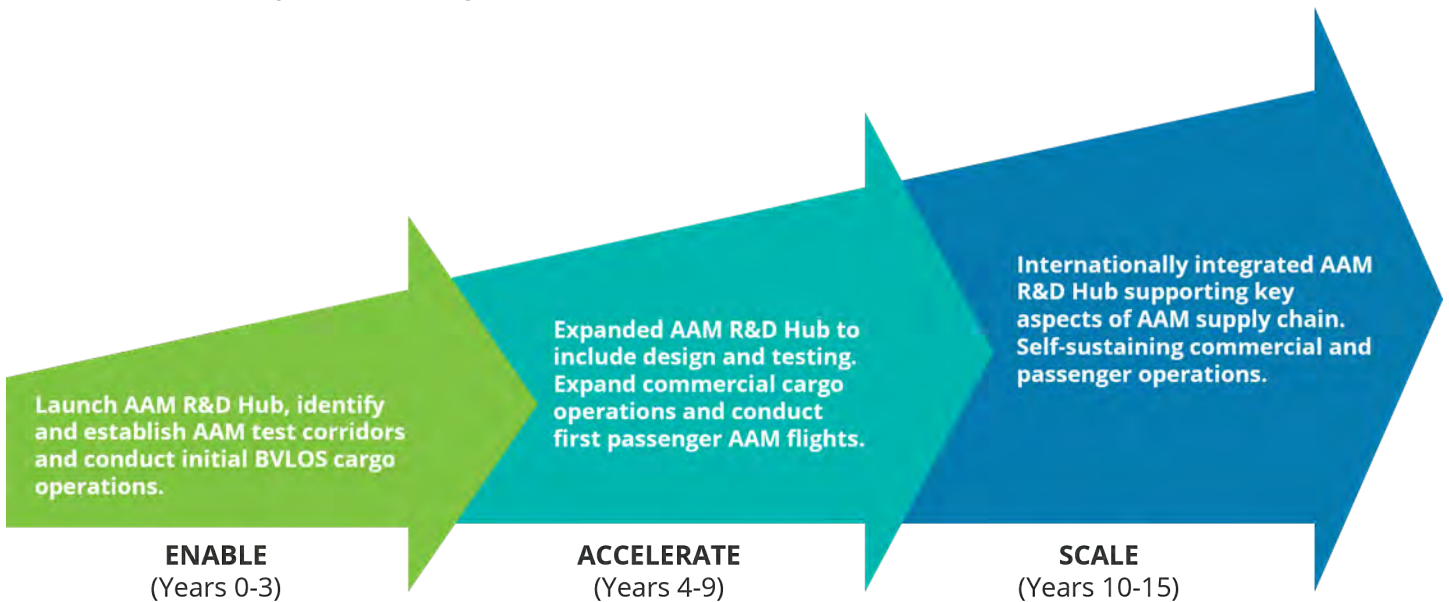 Launch AAM R&D Hub, identify
and establish AAM test corridors
and conduct initial BVLOS cargo
operations.
Expanded AAM R&D Hub to
include design and testing.
Expand commercial cargo
operations and conduct
first passenger AAM flights.
Internationally integrated AAM
R&D Hub supporting key
aspects of AAM supply chain.
Self-sustaining commercial and
passenger operations.
ENABLE
(Years 0-3)
ACCELERATE
(Years 4-9)
SCALE
(Years 10-15)